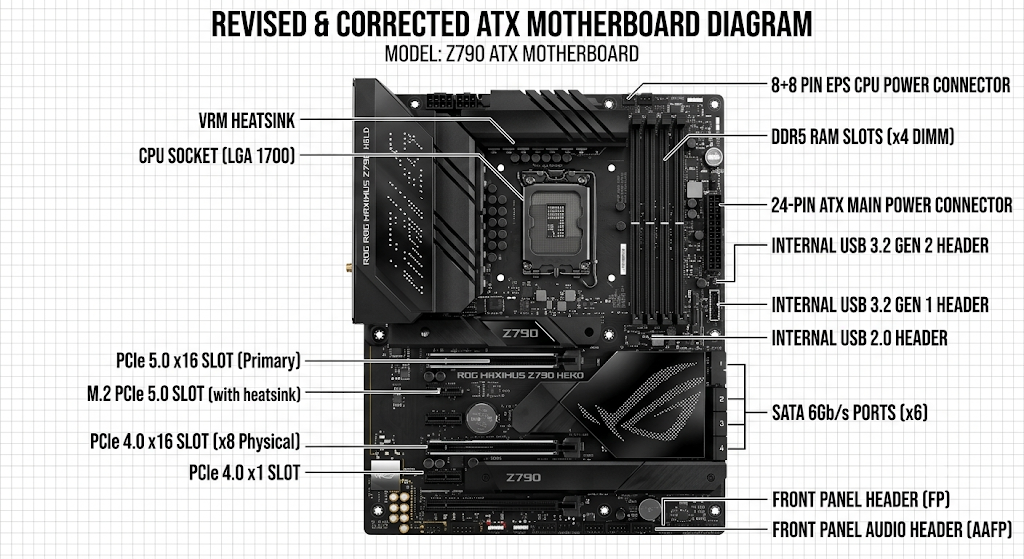 REVISED & CORRECTED ATX MOTHERBOARD DIAGRAM
MODEL: Z790 ATX MOTHERBOARD
8+8 PIN EPS CPU POWER CONNECTOR
VRM HEATSINK
DDR5 RAM SLOTS (x4 DIMM)
CPU SOCKET (LGA 1700)
24-PIN ATX MAIN POWER CONNECTOR
INTERNAL USB 3.2 GEN 2 HEADER
INTERNAL USB 3.2 GEN 1 HEADER
INTERNAL USB 2.0 HEADER
ROG ROG MAXIMUS Z790
Z790
PCIe 5.0 x16 SLOT (Primary)
ROG MAXIMUS Z790 HERO
M.2 PCIe 5.0 SLOT (with heatsink)
1
2
3
4
SATA 6Gb/s PORTS (x6)
PCIe 4.0 x16 SLOT (x8 Physical)
PCIe 4.0 x1 SLOT
Z790
FRONT PANEL HEADER (FP)
FRONT PANEL AUDIO HEADER (AAFP)